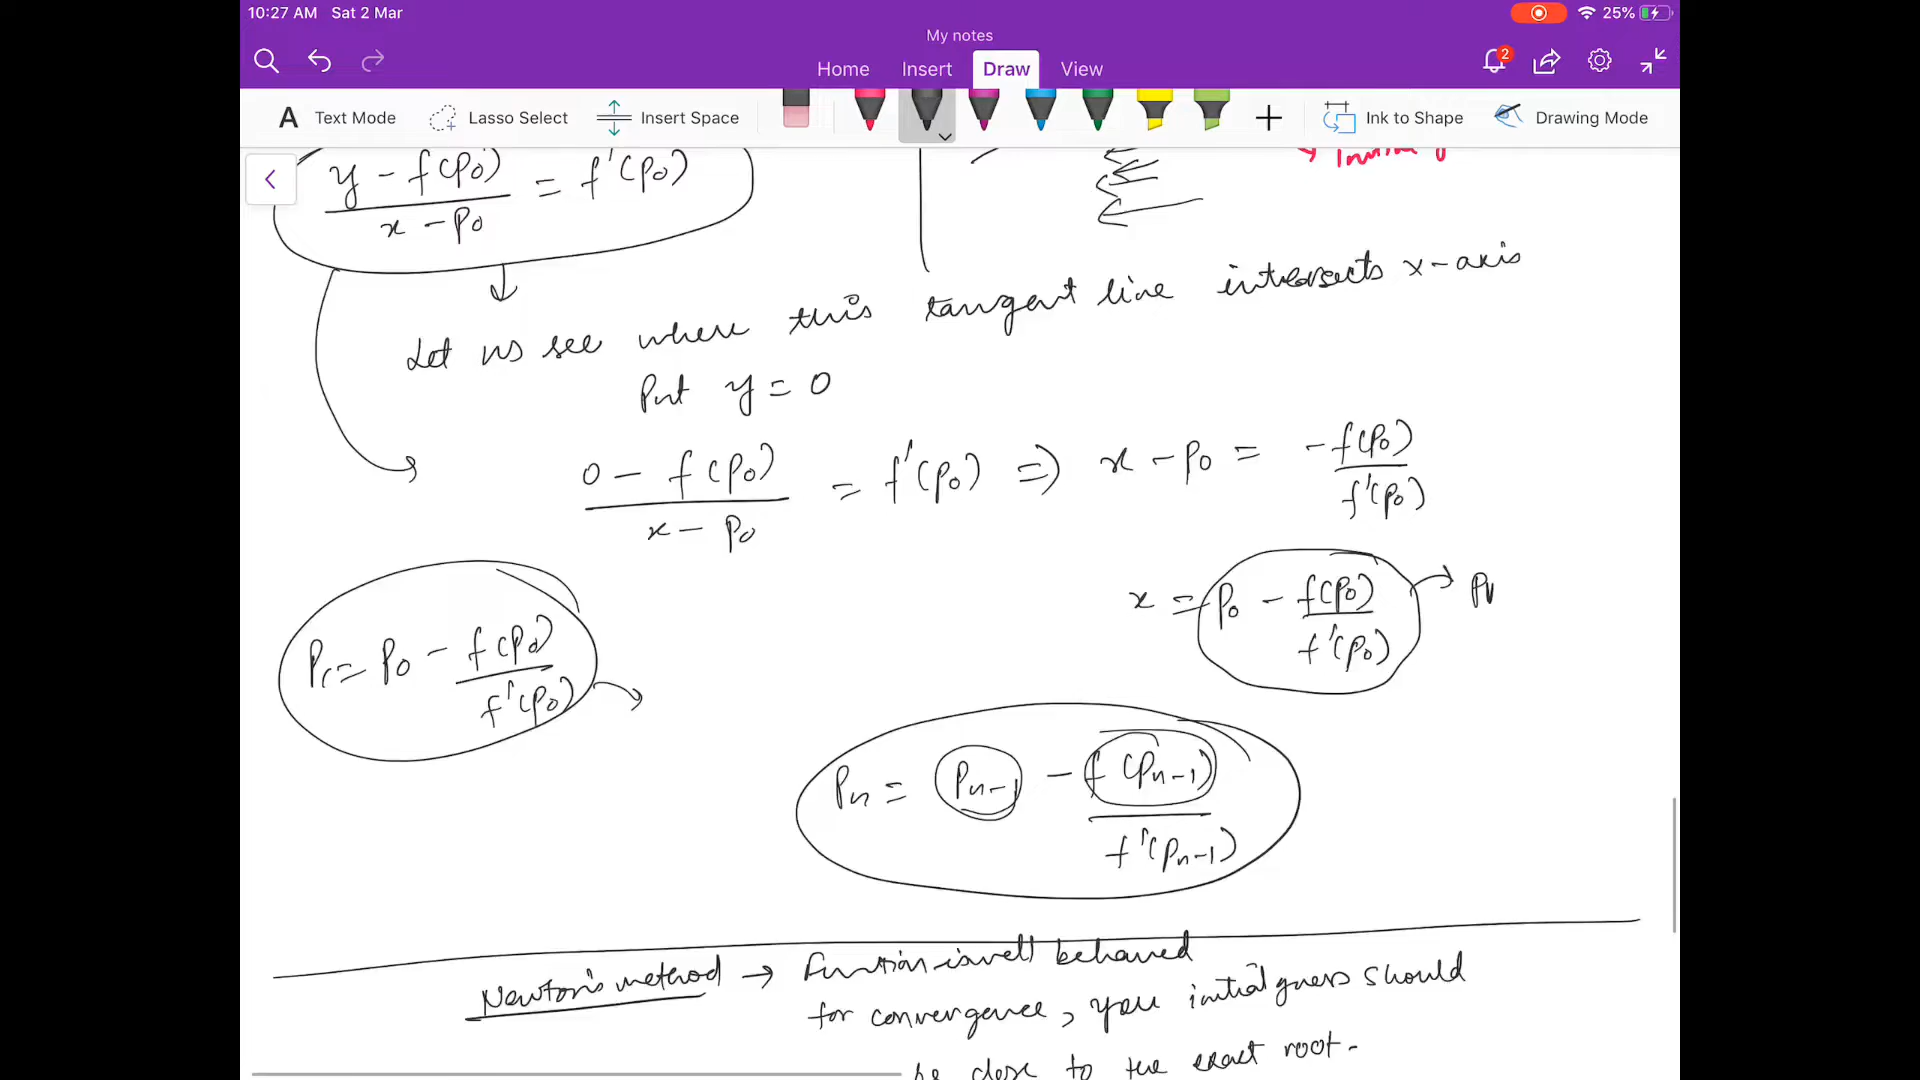 10:27 AM Sat 2 Mar
25%
My notes
Home Insert Draw View
2
A Text Mode Lasso Select Insert Space + Ink to Shape Drawing Mode
y - f(p₀) / x - p₀ = f'(p₀)
Let us see where this tangent line intersects x-axis
Put y = 0
0 - f(p₀) / x - p₀ = f'(p₀) ⇒ x - p₀ = -f(p₀) / f'(p₀)
x = p₀ - f(p₀) / f'(p₀) → p₁
P₁ = p₀ - f(p₀) / f'(p₀)
Pₙ = Pₙ₋₁ - f(pₙ₋₁) / f'(pₙ₋₁)
Newton's method → Function is well behaved
for convergence, you initial guess should
be close to the exact root.